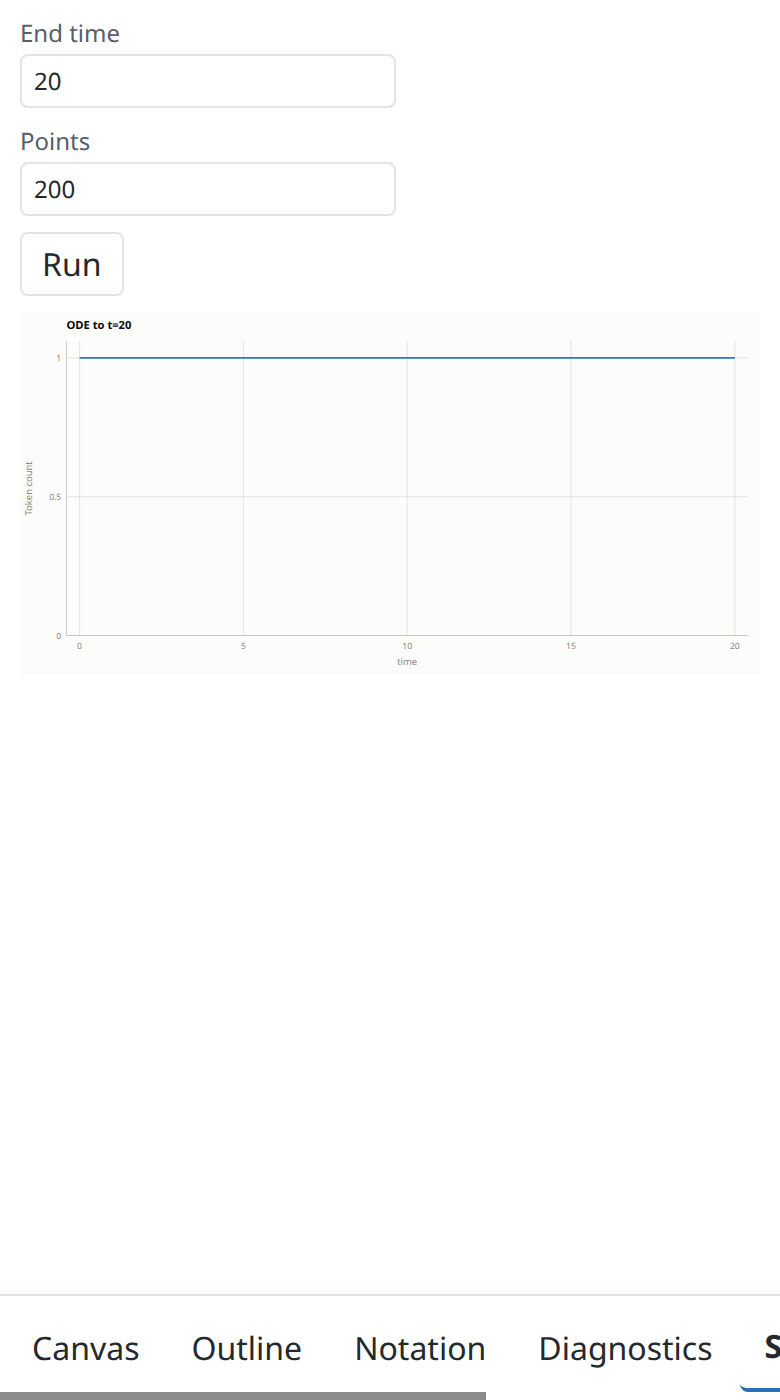 End time
20
Points
200
Run
ODE to t=20
Token count
1
0.5
0
0 5 10 15 20
time
Canvas Outline Notation Diagnostics S